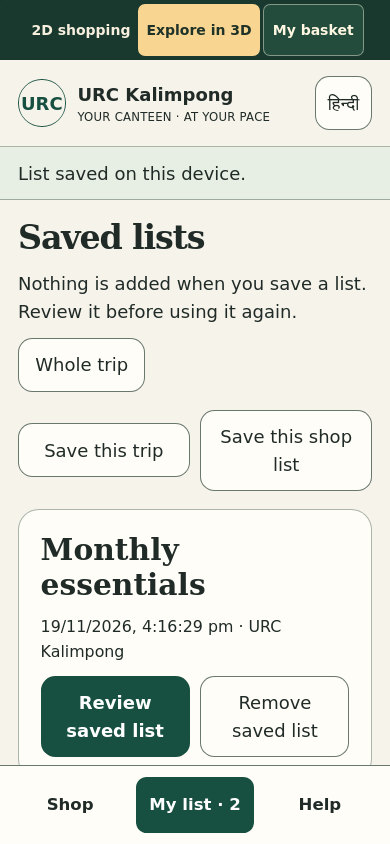 2D shopping Explore in 3D My basket
URC
URC Kalimpong
YOUR CANTEEN · AT YOUR PACE
हिन्दी
List saved on this device.
Saved lists
Nothing is added when you save a list.
Review it before using it again.
Whole trip
Save this trip
Save this shop
list
Monthly
essentials
19/11/2026, 4:16:29 pm · URC
Kalimpong
Review
saved list
Remove
saved list
Shop My list · 2 Help